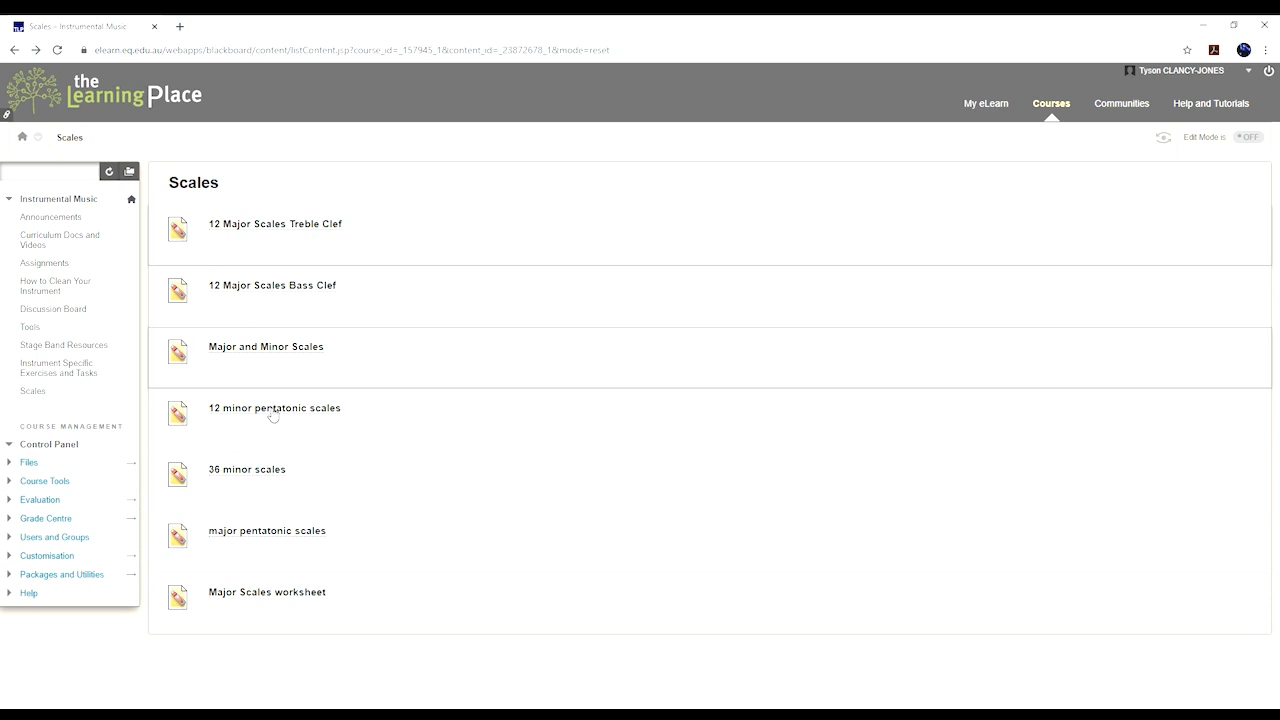 TLP
Scales – Instrumental Music
elearn.eq.edu.au/webapps/blackboard/content/listContent.jsp?course_id=_157945_1&content_id=_23872678_1&mode=reset
the
Learning Place
Tyson CLANCY-JONES
My eLearn
Courses
Communities
Help and Tutorials
Scales
Edit Mode is
OFF
Instrumental Music
Announcements
Curriculum Docs and
Videos
Assignments
How to Clean Your
Instrument
Discussion Board
Tools
Stage Band Resources
Instrument Specific
Exercises and Tasks
Scales
COURSE MANAGEMENT
Control Panel
Files
Course Tools
Evaluation
Grade Centre
Users and Groups
Customisation
Packages and Utilities
Help
Scales
12 Major Scales Treble Clef
12 Major Scales Bass Clef
Major and Minor Scales
12 minor pentatonic scales
36 minor scales
major pentatonic scales
Major Scales worksheet